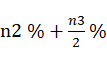 n2 % + n3/2 %